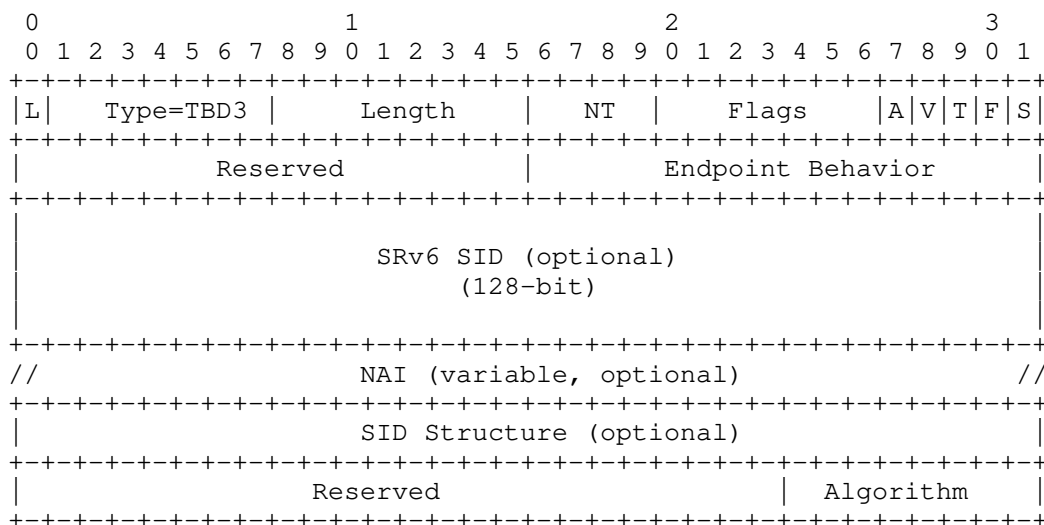 0                   1                   2                   3
 0 1 2 3 4 5 6 7 8 9 0 1 2 3 4 5 6 7 8 9 0 1 2 3 4 5 6 7 8 9 0 1
+-+-+-+-+-+-+-+-+-+-+-+-+-+-+-+-+-+-+-+-+-+-+-+-+-+-+-+-+-+-+-+-+
|L|  Type=TBD3  |     Length    |   NT  |    Flags    |A|V|T|F|S|
+-+-+-+-+-+-+-+-+-+-+-+-+-+-+-+-+-+-+-+-+-+-+-+-+-+-+-+-+-+-+-+-+
|            Reserved           |        Endpoint Behavior      |
+-+-+-+-+-+-+-+-+-+-+-+-+-+-+-+-+-+-+-+-+-+-+-+-+-+-+-+-+-+-+-+-+
|                                                               |
|                      SRv6 SID (optional)                      |
|                           (128-bit)                           |
|                                                               |
+-+-+-+-+-+-+-+-+-+-+-+-+-+-+-+-+-+-+-+-+-+-+-+-+-+-+-+-+-+-+-+-+
//                    NAI (variable, optional)                 //
+-+-+-+-+-+-+-+-+-+-+-+-+-+-+-+-+-+-+-+-+-+-+-+-+-+-+-+-+-+-+-+-+
|                     SID Structure (optional)                  |
+-+-+-+-+-+-+-+-+-+-+-+-+-+-+-+-+-+-+-+-+-+-+-+-+-+-+-+-+-+-+-+-+
|                  Reserved                     |  Algorithm    |
+-+-+-+-+-+-+-+-+-+-+-+-+-+-+-+-+-+-+-+-+-+-+-+-+-+-+-+-+-+-+-+-+